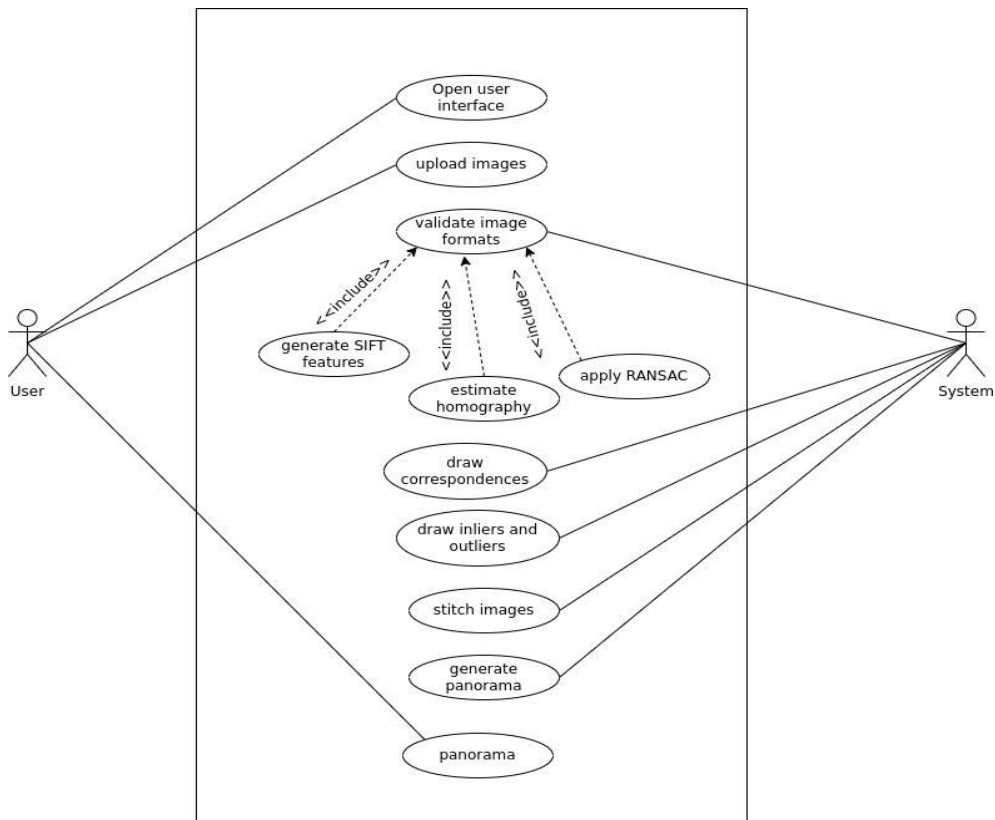 Open user
interface
upload images
validate image
formats
<<include>>
<<include>>
<<include>>
generate SIFT
features
estimate
homography
apply RANSAC
User
System
draw
correspondences
draw inliers and
outliers
stitch images
generate
panorama
panorama